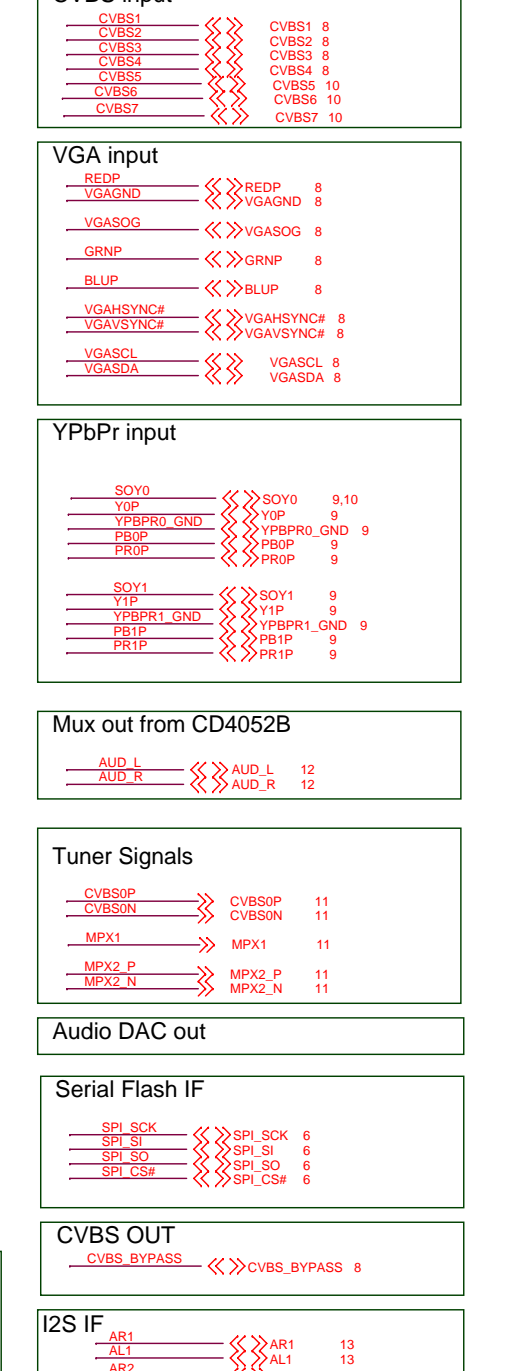 CVBS input
CVBS1 CVBS1 8
CVBS2 CVBS2 8
CVBS3 CVBS3 8
CVBS4 CVBS4 8
CVBS5 CVBS5 10
CVBS6 CVBS6 10
CVBS7 CVBS7 10
VGA input
REDP REDP 8
VGAGND VGAGND 8
VGASOG VGASOG 8
GRNP GRNP 8
BLUP BLUP 8
VGAHSYNC# VGAHSYNC# 8
VGAVSYNC# VGAVSYNC# 8
VGASCL VGASCL 8
VGASDA VGASDA 8
YPbPr input
SOY0 SOY0 9,10
Y0P Y0P 9
YPBPR0_GND YPBPR0_GND 9
PB0P PB0P 9
PR0P PR0P 9
SOY1 SOY1 9
Y1P Y1P 9
YPBPR1_GND YPBPR1_GND 9
PB1P PB1P 9
PR1P PR1P 9
Mux out from CD4052B
AUD_L AUD_L 12
AUD_R AUD_R 12
Tuner Signals
CVBS0P CVBS0P 11
CVBS0N CVBS0N 11
MPX1 MPX1 11
MPX2_P MPX2_P 11
MPX2_N MPX2_N 11
Audio DAC out
Serial Flash IF
SPI_SCK SPI_SCK 6
SPI_SI SPI_SI 6
SPI_SO SPI_SO 6
SPI_CS# SPI_CS# 6
CVBS OUT
CVBS_BYPASS CVBS_BYPASS 8
I2S IF
AR1 AR1 13
AL1 AL1 13
AR2